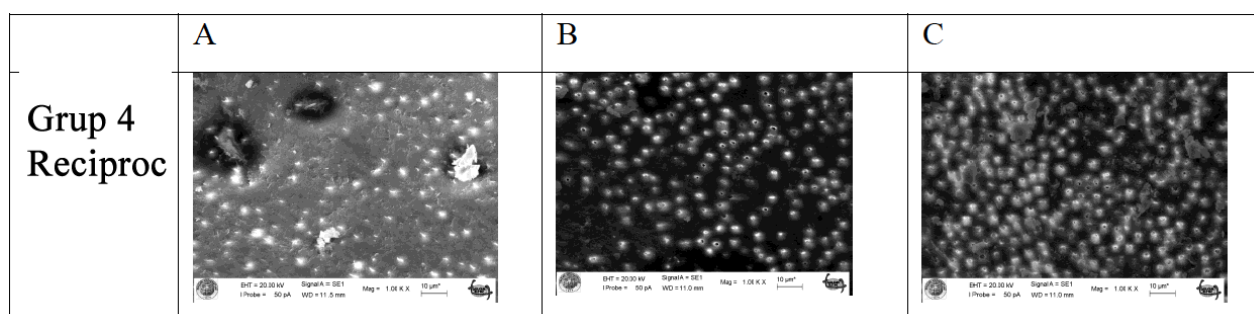 A
B
C
Grup 4
Reciproc
EHT = 20.00 kV Signal A = SE1 Mag = 1.00 K X 10 µm*
I Probe = 50 pA WD = 11.5 mm
EHT = 20.00 kV Signal A = SE1 Mag = 1.00 K X 10 µm*
I Probe = 50 pA WD = 11.0 mm
EHT = 20.00 kV Signal A = SE1 Mag = 1.00 K X 10 µm*
I Probe = 50 pA WD = 11.0 mm